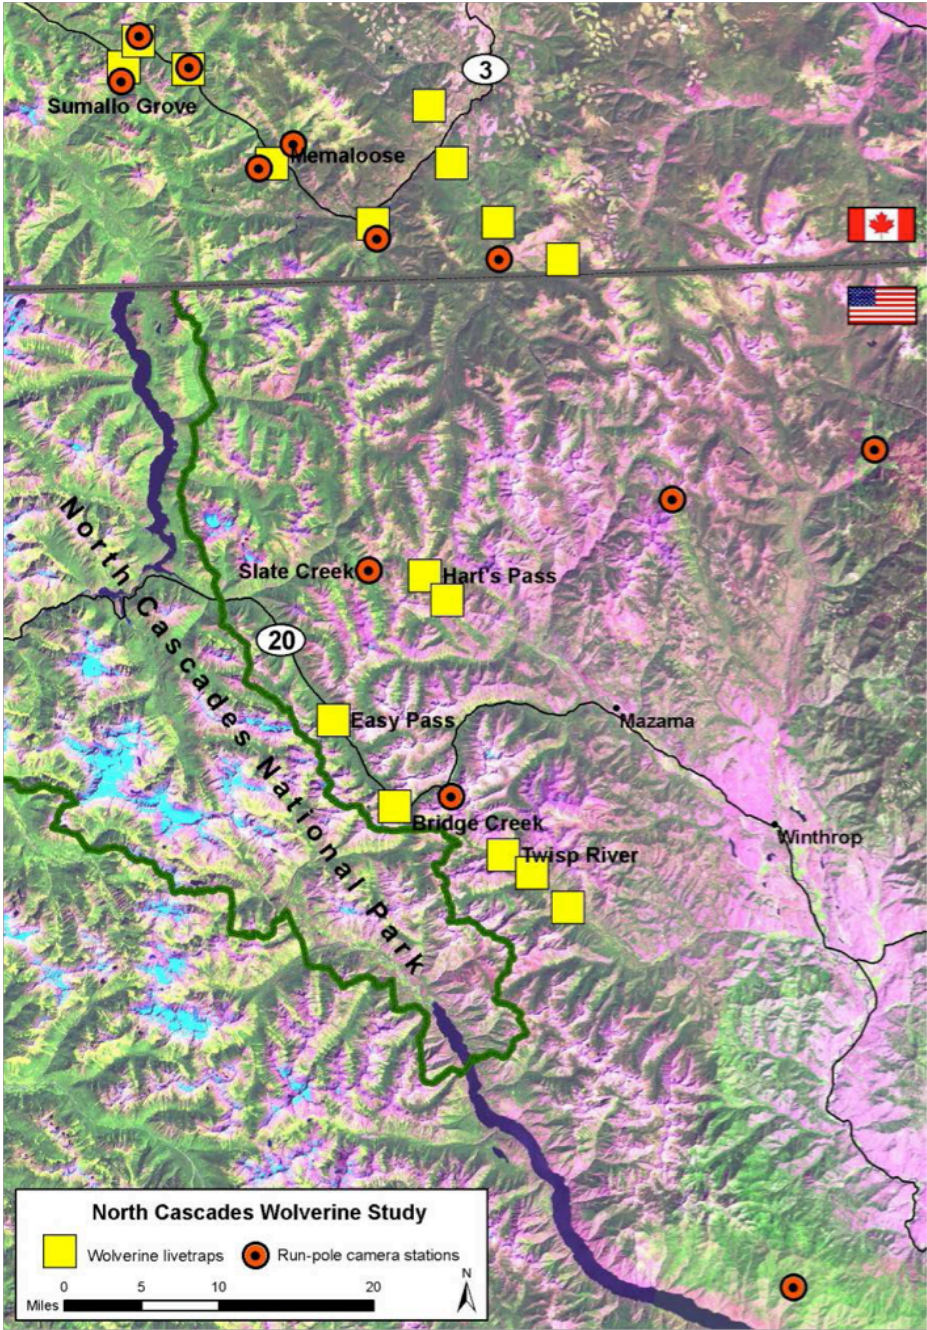 3
Sumallo Grove
Memaloose
North Cascades National Park
Slate Creek
Hart's Pass
20
Easy Pass
Mazama
Bridge Creek
Winthrop
Twisp River
North Cascades Wolverine Study
Wolverine livetraps
Run-pole camera stations
0 5 10 20
N
Miles